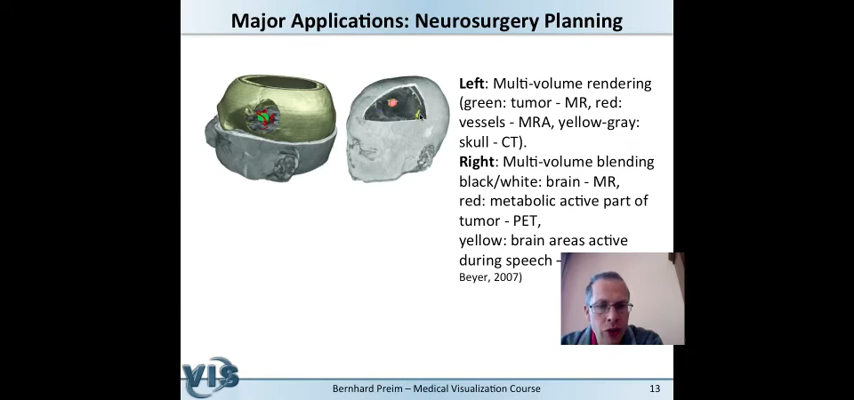 Major Applications: Neurosurgery Planning
Left: Multi-volume rendering
(green: tumor - MR, red:
vessels - MRA, yellow-gray:
skull - CT).
Right: Multi-volume blending
black/white: brain - MR,
red: metabolic active part of
tumor - PET,
yellow: brain areas active
during speech -
Beyer, 2007)
VIS
Bernhard Preim – Medical Visualization Course
13